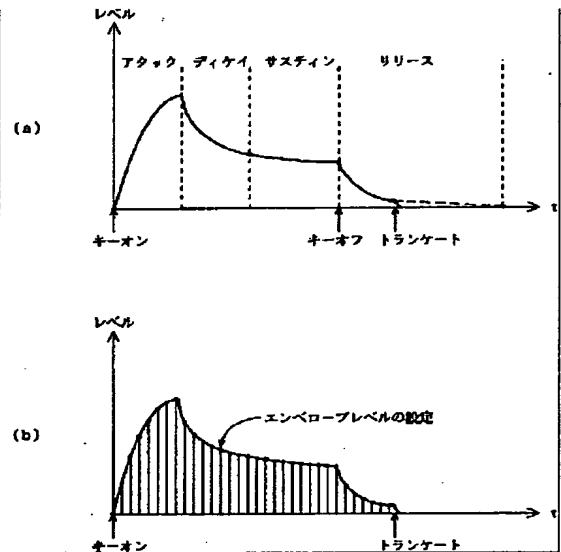 レベル
アタック ディケイ サスティン リリース
(a)
t
キーオン キーオフ トランケート
レベル
エンベロープレベルの設定
(b)
t
キーオン トランケート